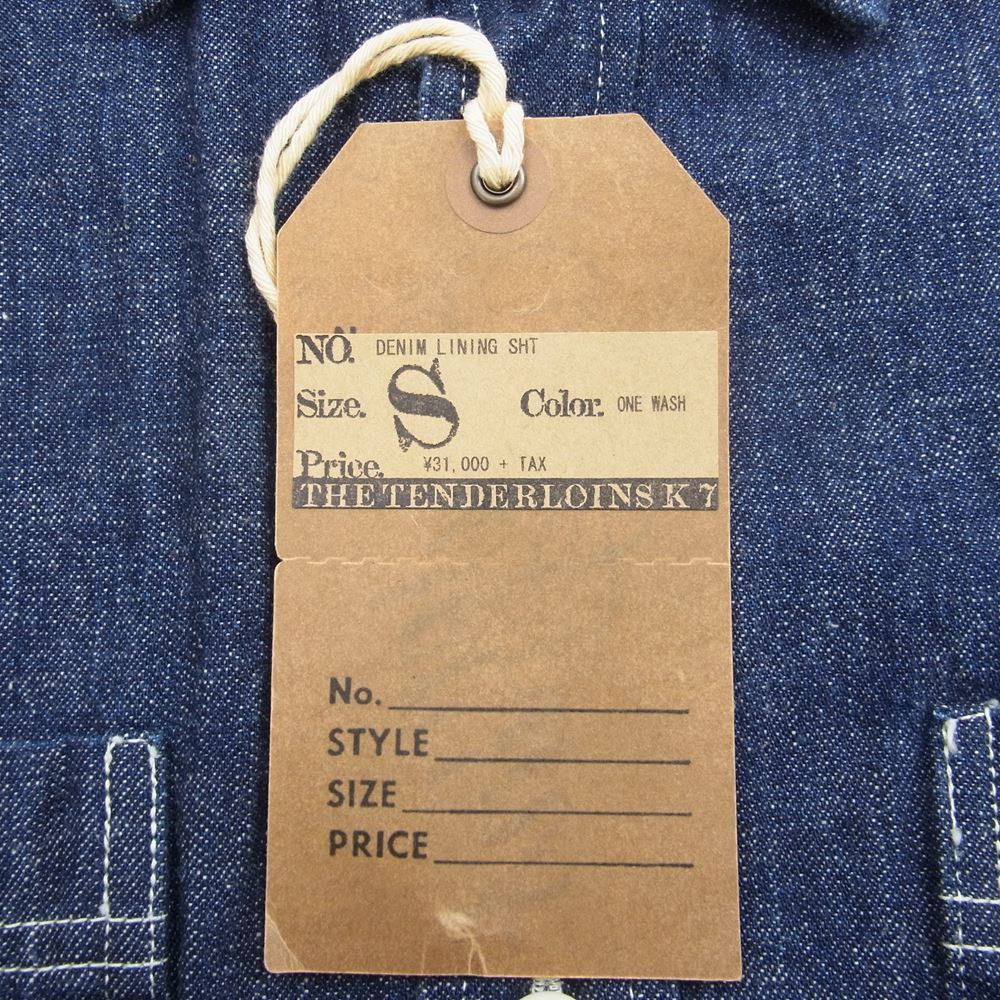 NO. DENIM LINING SHT
Size. S Color. ONE WASH
Price. ¥31,000 + TAX
THE TENDERLOINS K 7
No.
STYLE
SIZE
PRICE